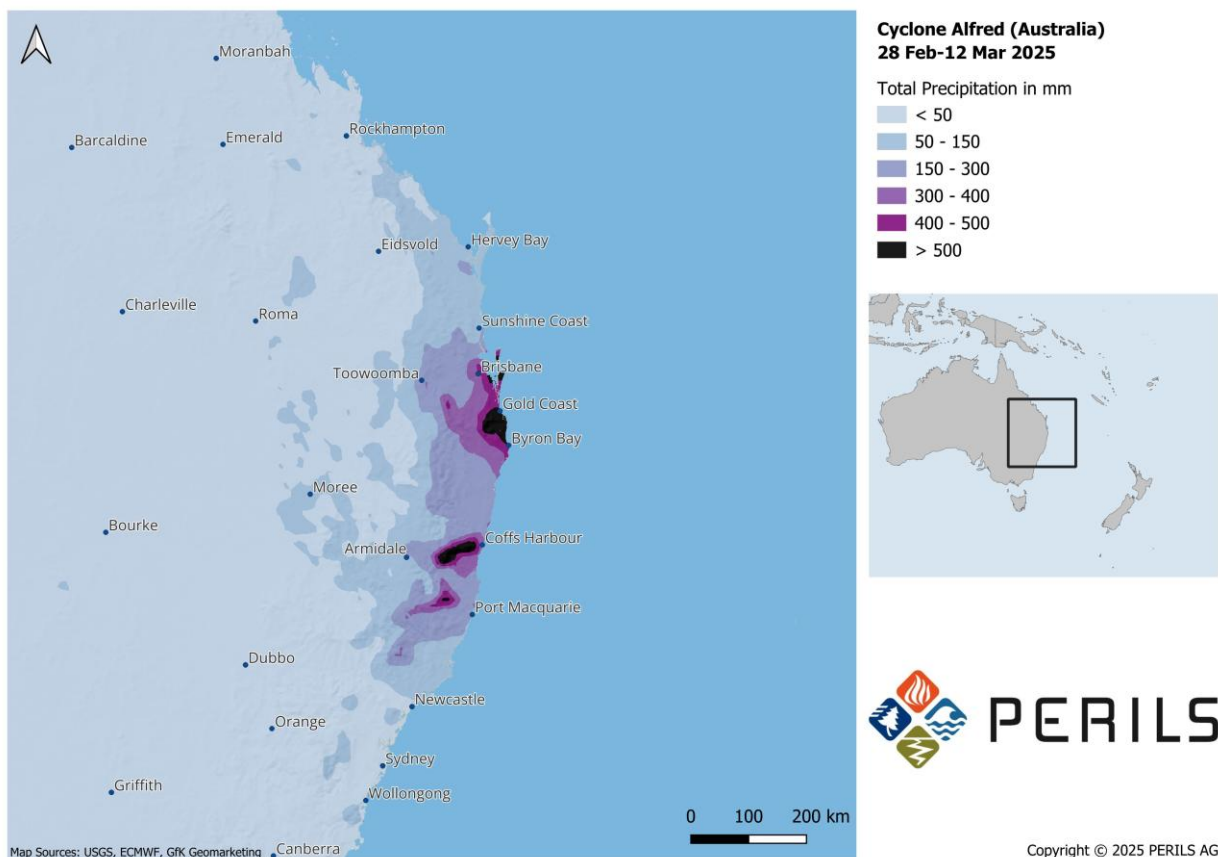 Cyclone Alfred (Australia)
28 Feb-12 Mar 2025
Total Precipitation in mm
< 50
50 - 150
150 - 300
300 - 400
400 - 500
> 500
Moranbah
Rockhampton
Emerald
Barcaldine
Hervey Bay
Eidsvold
Charleville
Roma
Sunshine Coast
Brisbane
Toowoomba
Gold Coast
Byron Bay
Moree
Bourke
Coffs Harbour
Armidale
Port Macquarie
Dubbo
Newcastle
Orange
Sydney
Griffith
Wollongong
Canberra
0 100 200 km
Map Sources: USGS, ECMWF, GfK Geomarketing
PERILS
Copyright © 2025 PERILS AG